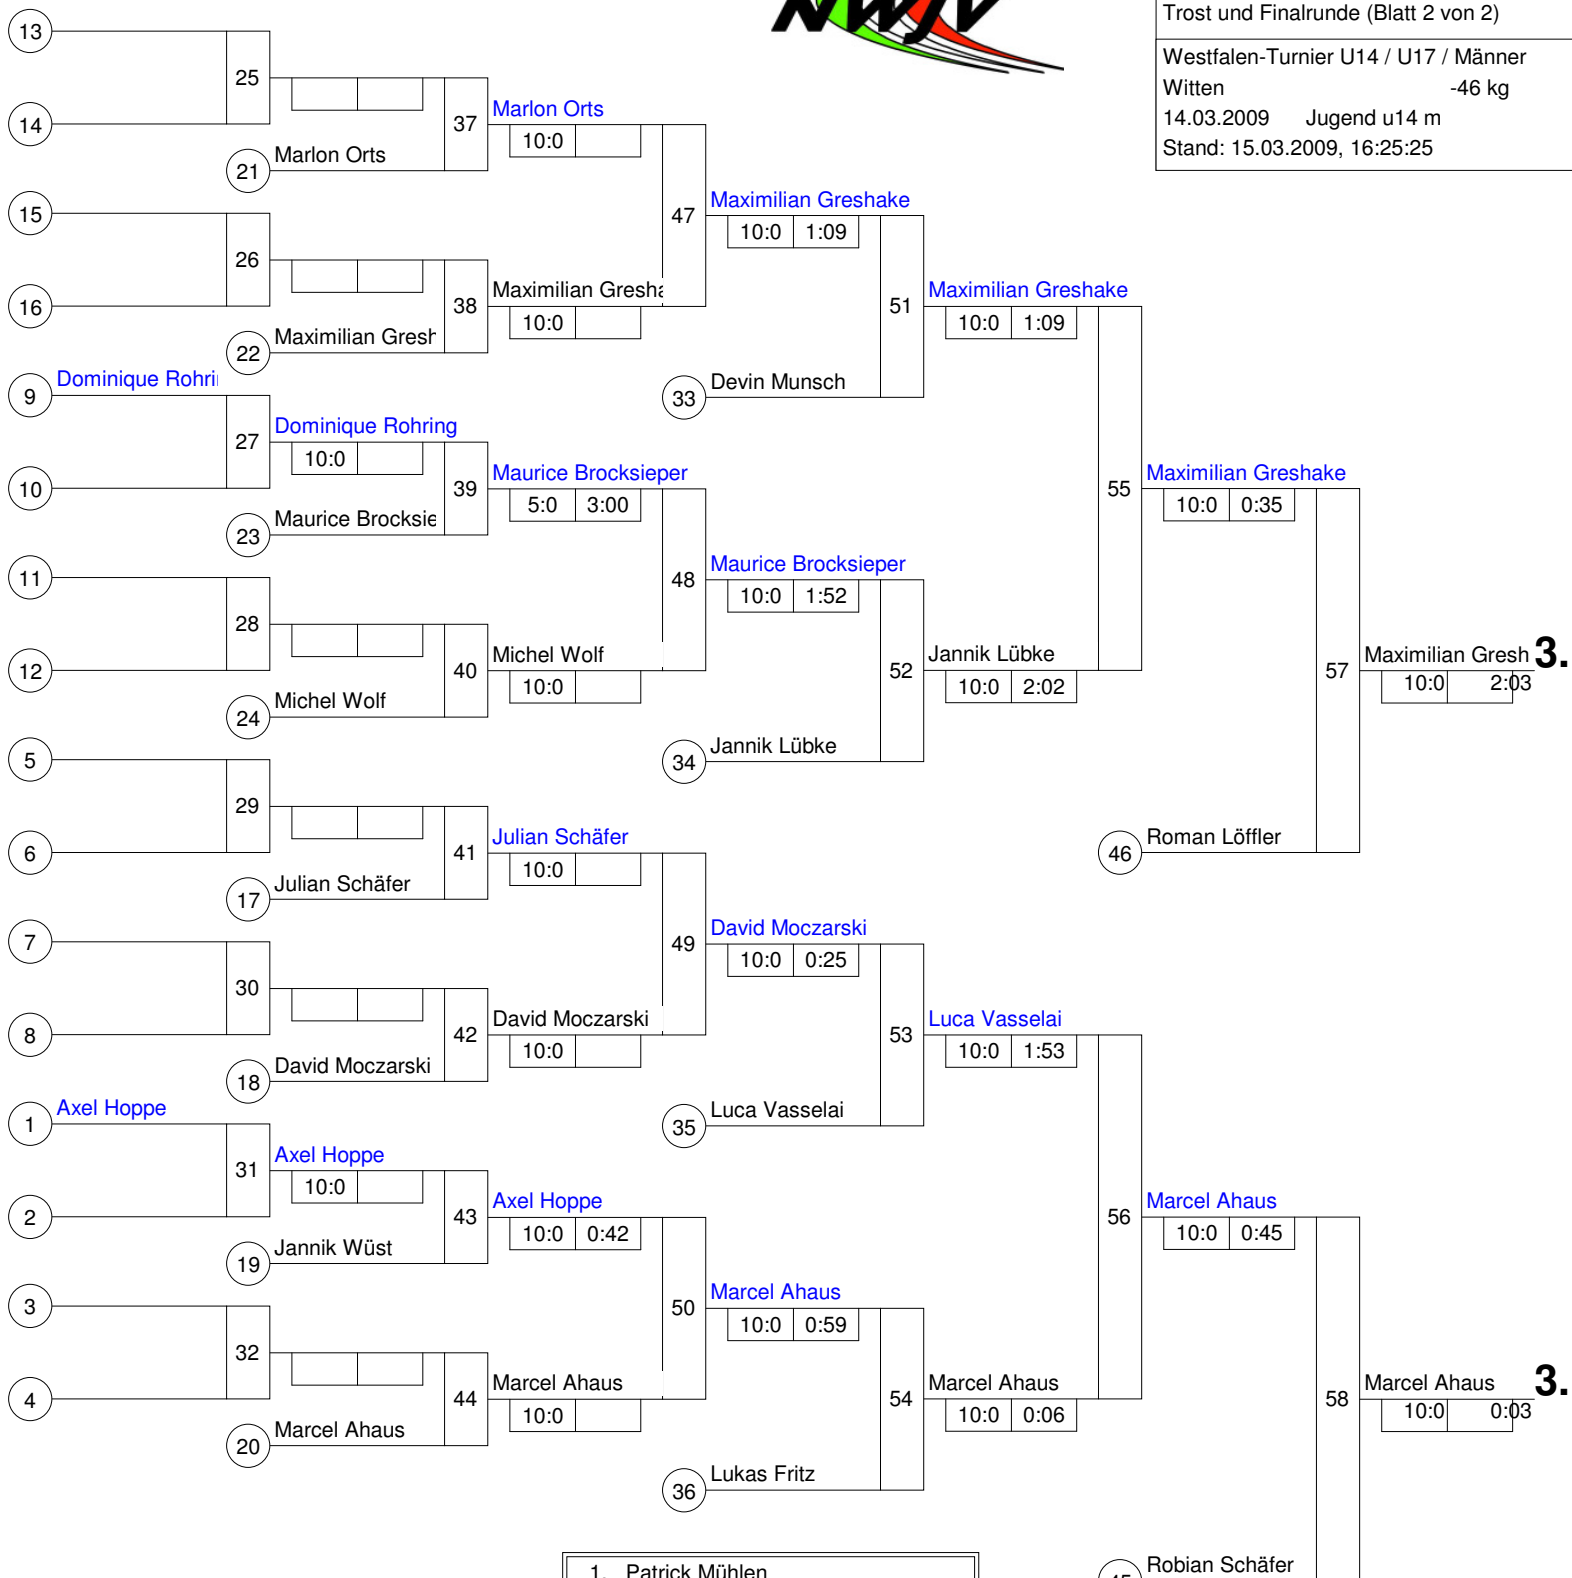 NWJV
Trost und Finalrunde (Blatt 2 von 2)
Westfalen-Turnier U14 / U17 / Männer
Witten -46 kg
14.03.2009 Jugend u14 m
Stand: 15.03.2009, 16:25:25
13
25
14
37
Marlon Orts
10:0
21
Marlon Orts
15
47
Maximilian Greshake
10:0 1:09
26
16
38
Maximilian Gresha
10:0
51
Maximilian Greshake
10:0 1:09
22
Maximilian Gresh
9
Dominique Rohri
33
Devin Munsch
27
Dominique Rohring
10:0
10
39
Maurice Brocksieper
5:0 3:00
55
Maximilian Greshake
10:0 0:35
23
Maurice Brocksie
11
48
Maurice Brocksieper
10:0 1:52
28
12
40
Michel Wolf
10:0
52
Jannik Lübke
10:0 2:02
57
Maximilian Gresh
3.
10:0 2:03
24
Michel Wolf
5
34
Jannik Lübke
29
6
41
Julian Schäfer
10:0
46
Roman Löffler
17
Julian Schäfer
7
49
David Moczarski
10:0 0:25
30
8
42
David Moczarski
10:0
53
Luca Vasselai
10:0 1:53
18
David Moczarski
1
Axel Hoppe
35
Luca Vasselai
31
Axel Hoppe
10:0
2
43
Axel Hoppe
10:0 0:42
56
Marcel Ahaus
10:0 0:45
19
Jannik Wüst
3
50
Marcel Ahaus
10:0 0:59
32
4
44
Marcel Ahaus
10:0
54
Marcel Ahaus
10:0 0:06
58
Marcel Ahaus
3.
10:0 0:03
20
Marcel Ahaus
36
Lukas Fritz
1. Patrick Mühlen
45
Robian Schäfer